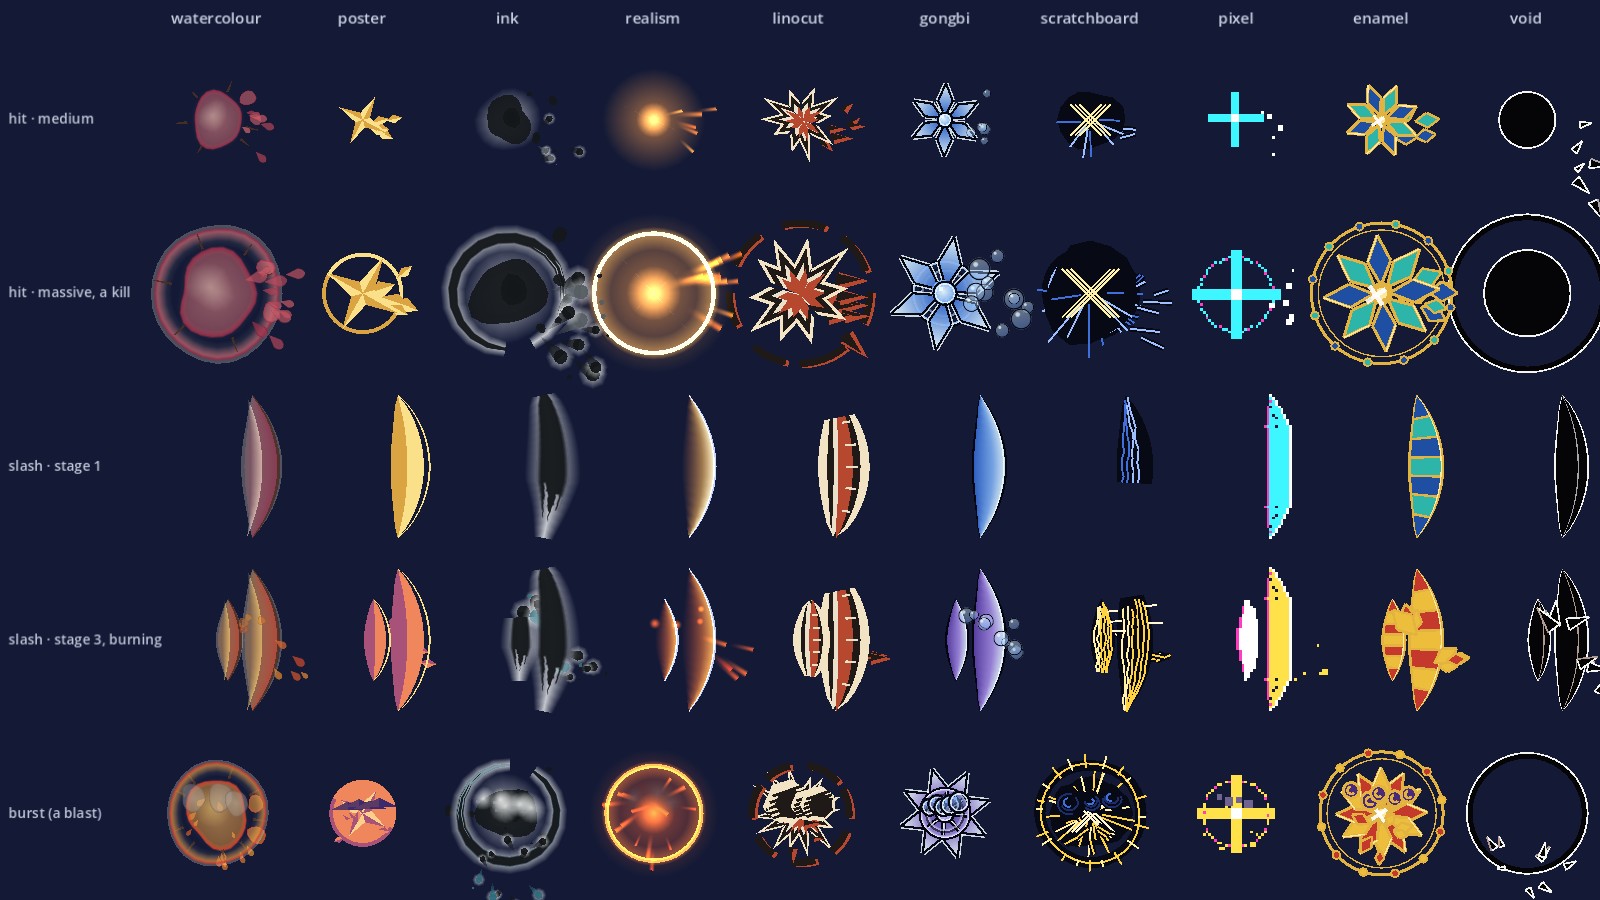 watercolour poster ink realism linocut gongbi scratchboard pixel enamel void
hit · medium
hit · massive, a kill
slash · stage 1
slash · stage 3, burning
burst (a blast)